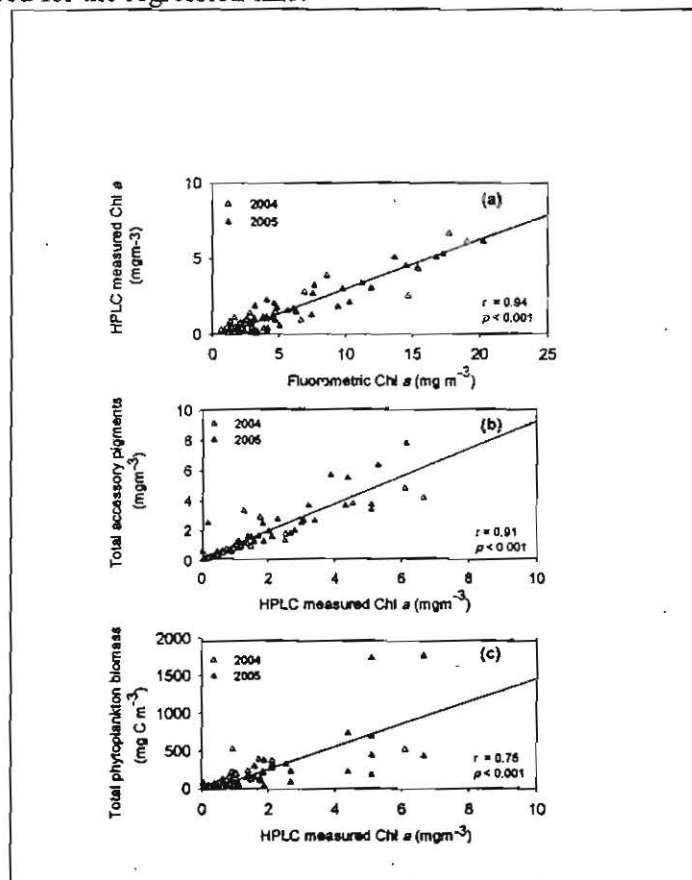 (a)
10
5
0
△ 2004
▲ 2005
HPLC measured Chl a
(mgm-3)
r = 0.94
p < 0.001
0 5 10 15 20 25
Fluorometric Chl a (mg m⁻³)
(b)
10
8
6
4
2
0
△ 2004
▲ 2005
Total accessory pigments
(mgm⁻³)
r = 0.91
p < 0.001
0 2 4 6 8 10
HPLC measured Chl a (mgm⁻³)
(c)
2000
1500
1000
500
0
△ 2004
▲ 2005
Total phytoplankton biomass
(mg C m⁻³)
r = 0.75
p < 0.001
0 2 4 6 8 10
HPLC measured Chl a (mgm⁻³)